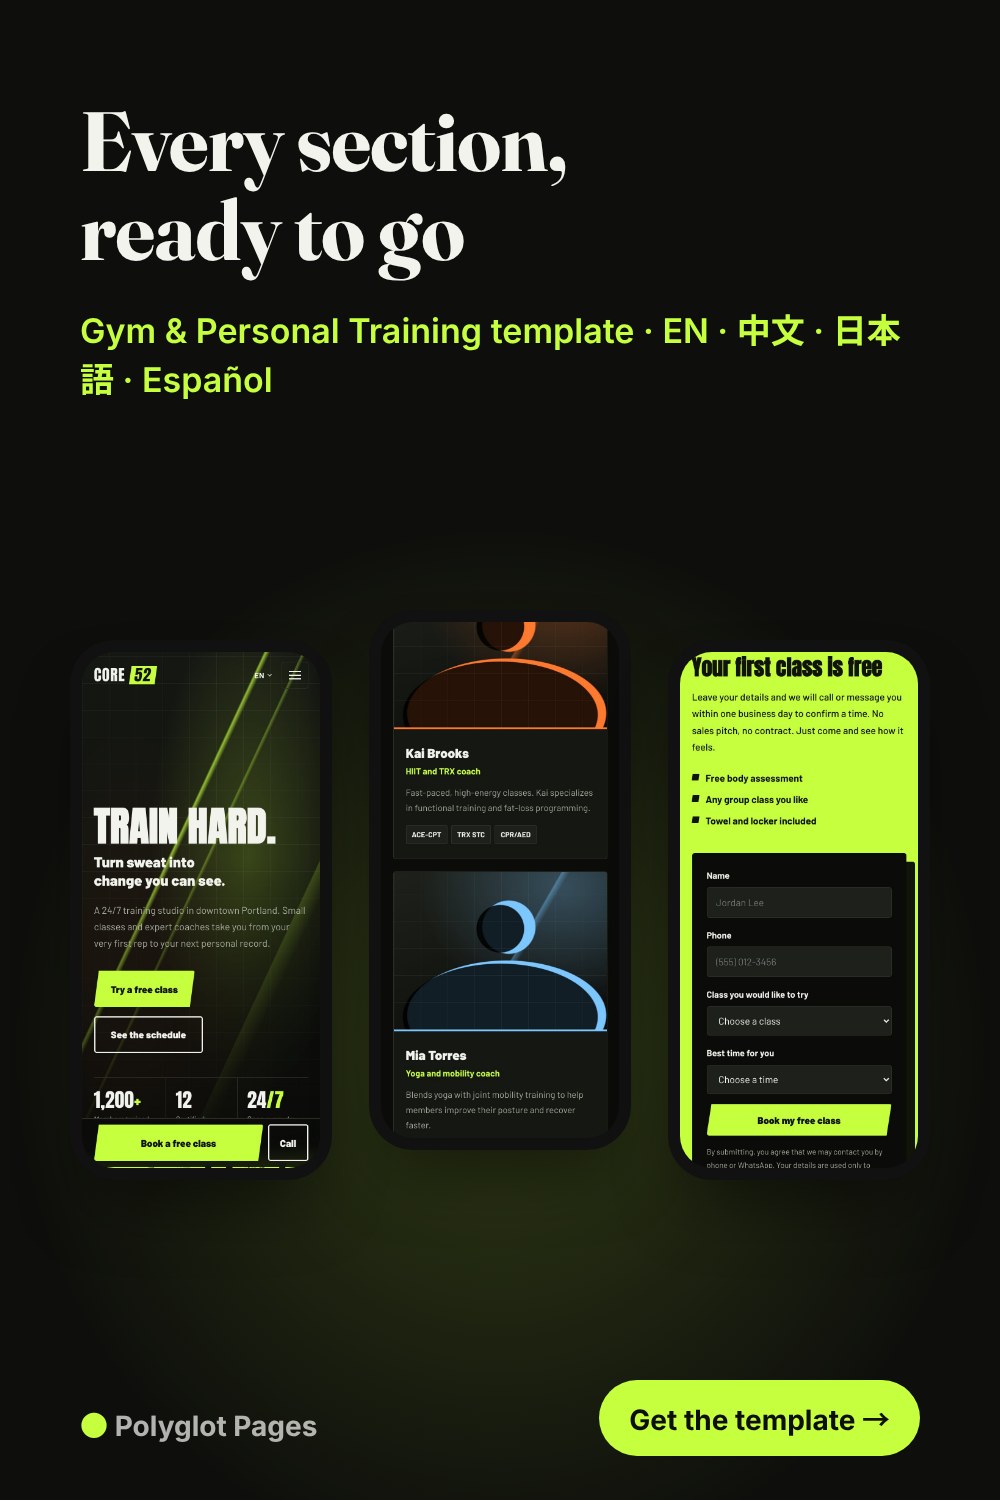 Every section,
ready to go
Gym & Personal Training template · EN · 中文 · 日本
語 · Español
CORE 52
EN
TRAIN HARD.
Turn sweat into
change you can see.
A 24/7 training studio in downtown Portland. Small
classes and expert coaches take you from your
very first rep to your next personal record.
Try a free class
See the schedule
1,200+ 12 24/7
Book a free class Call
Kai Brooks
HIIT and TRX coach
Fast-paced, high-energy classes. Kai specializes
in functional training and fat-loss programming.
ACE-CPT TRX STC CPR/AED
Mia Torres
Yoga and mobility coach
Blends yoga with joint mobility training to help
members improve their posture and recover
faster.
Your first class is free
Leave your details and we will call or message you
within one business day to confirm a time. No
sales pitch, no contract. Just come and see how it
feels.
Free body assessment
Any group class you like
Towel and locker included
Name
Jordan Lee
Phone
(555) 012-3456
Class you would like to try
Choose a class
Best time for you
Choose a time
Book my free class
By submitting, you agree that we may contact you by
phone or WhatsApp. Your details are used only to
Polyglot Pages
Get the template →